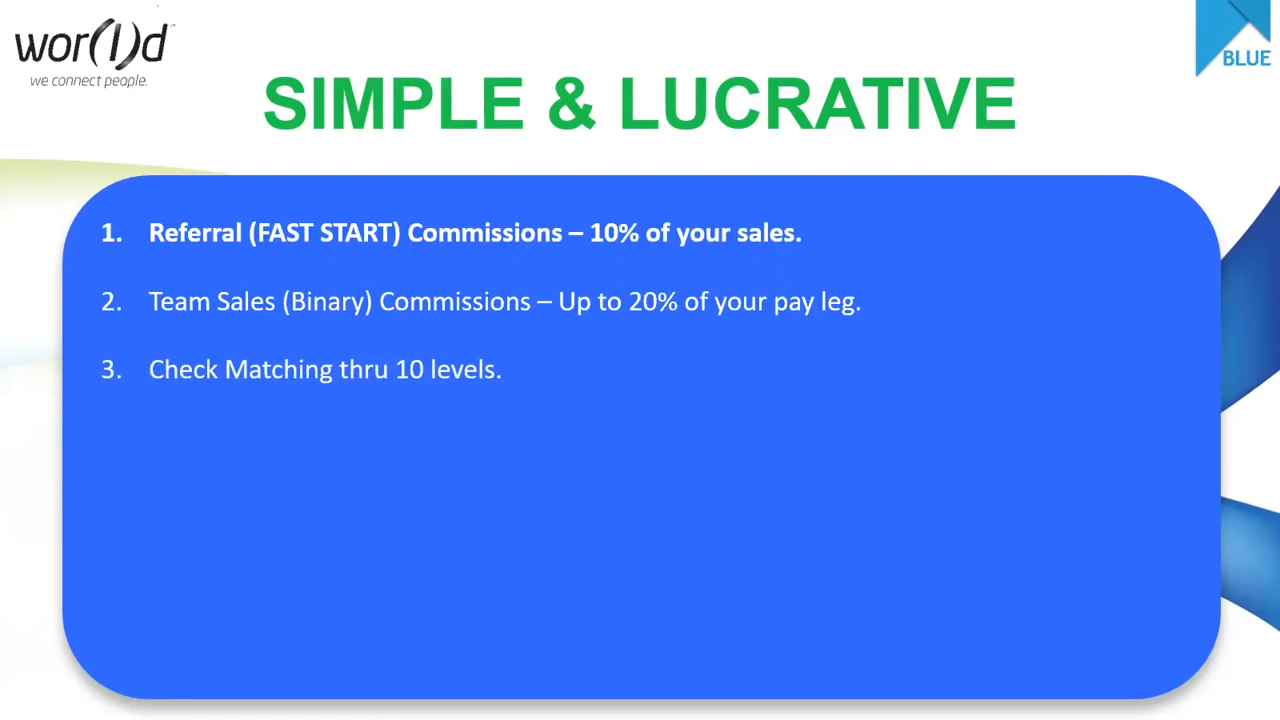 wor(l)d
we connect people.
BLUE
SIMPLE & LUCRATIVE
1. Referral (FAST START) Commissions – 10% of your sales.
2. Team Sales (Binary) Commissions – Up to 20% of your pay leg.
3. Check Matching thru 10 levels.